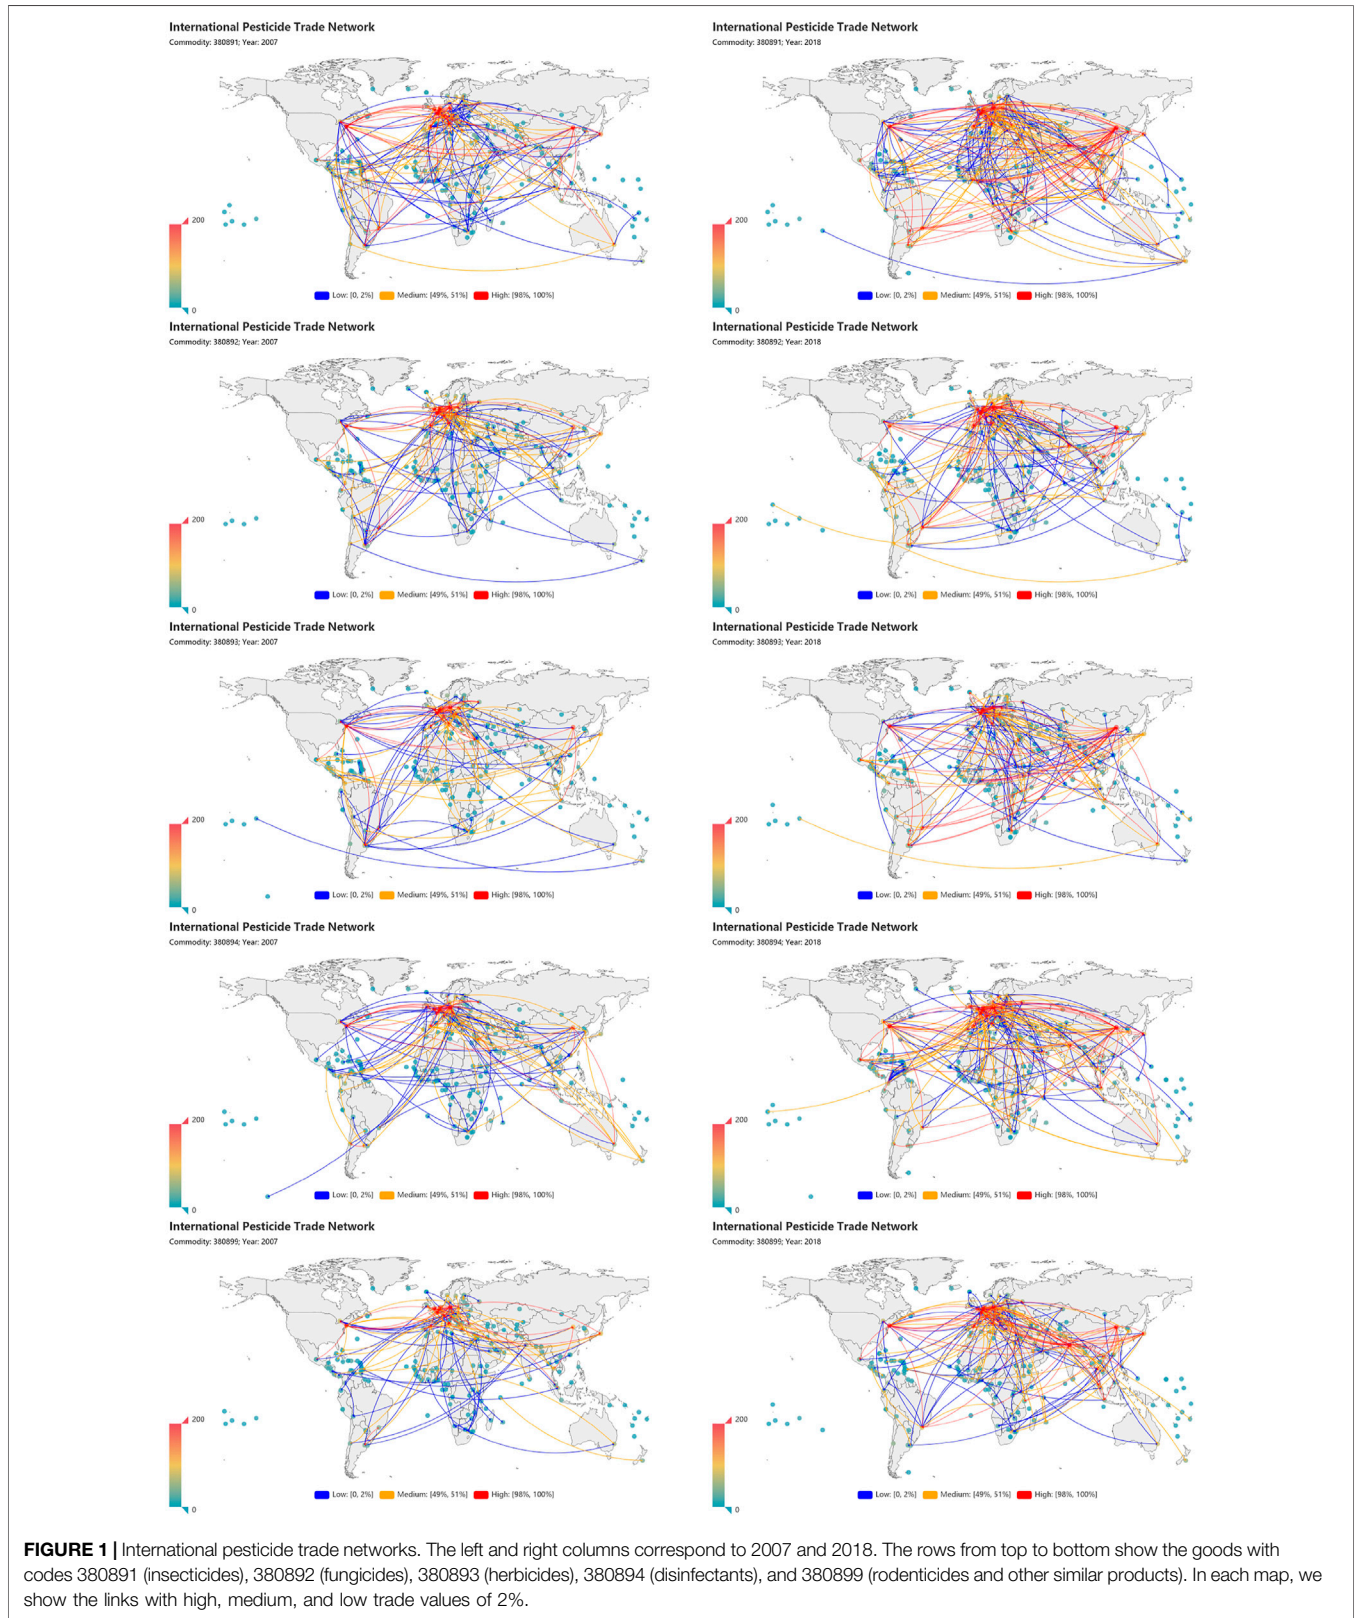 International Pesticide Trade Network
Commodity: 380891; Year: 2007
200
0
Low: [0, 2%] Medium: [49%, 51%] High: [98%, 100%]
International Pesticide Trade Network
Commodity: 380891; Year: 2018
200
0
Low: [0, 2%] Medium: [49%, 51%] High: [98%, 100%]
International Pesticide Trade Network
Commodity: 380892; Year: 2007
200
0
Low: [0, 2%] Medium: [49%, 51%] High: [98%, 100%]
International Pesticide Trade Network
Commodity: 380892; Year: 2018
200
0
Low: [0, 2%] Medium: [49%, 51%] High: [98%, 100%]
International Pesticide Trade Network
Commodity: 380893; Year: 2007
200
0
Low: [0, 2%] Medium: [49%, 51%] High: [98%, 100%]
International Pesticide Trade Network
Commodity: 380893; Year: 2018
200
0
Low: [0, 2%] Medium: [49%, 51%] High: [98%, 100%]
International Pesticide Trade Network
Commodity: 380894; Year: 2007
200
0
Low: [0, 2%] Medium: [49%, 51%] High: [98%, 100%]
International Pesticide Trade Network
Commodity: 380894; Year: 2018
200
0
Low: [0, 2%] Medium: [49%, 51%] High: [98%, 100%]
International Pesticide Trade Network
Commodity: 380899; Year: 2007
200
0
Low: [0, 2%] Medium: [49%, 51%] High: [98%, 100%]
International Pesticide Trade Network
Commodity: 380899; Year: 2018
200
0
Low: [0, 2%] Medium: [49%, 51%] High: [98%, 100%]
FIGURE 1 | International pesticide trade networks. The left and right columns correspond to 2007 and 2018. The rows from top to bottom show the goods with
codes 380891 (insecticides), 380892 (fungicides), 380893 (herbicides), 380894 (disinfectants), and 380899 (rodenticides and other similar products). In each map, we
show the links with high, medium, and low trade values of 2%.